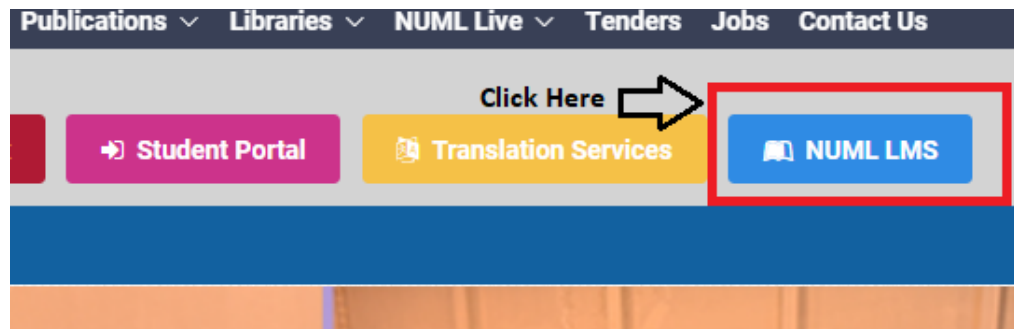 Publications Libraries NUML Live Tenders Jobs Contact Us
Click Here
Student Portal Translation Services NUML LMS